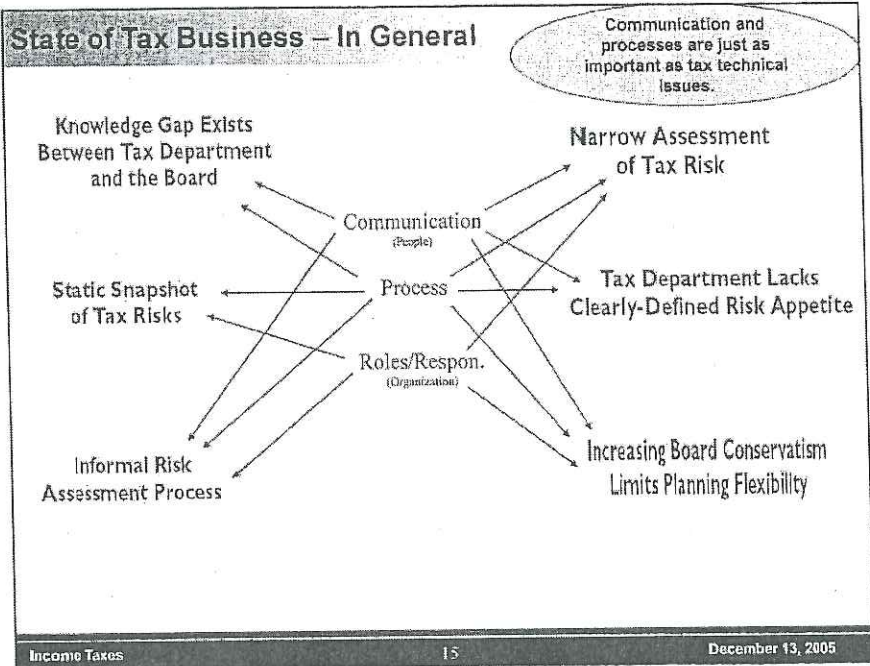 State of Tax Business – In General
Communication and
processes are just as
important as tax technical
issues.
Knowledge Gap Exists
Between Tax Department
and the Board
Narrow Assessment
of Tax Risk
Communication
(People)
Static Snapshot
of Tax Risks
Process
Tax Department Lacks
Clearly-Defined Risk Appetite
Roles/Respon.
(Organization)
Informal Risk
Assessment Process
Increasing Board Conservatism
Limits Planning Flexibility
Income Taxes
15
December 13, 2005